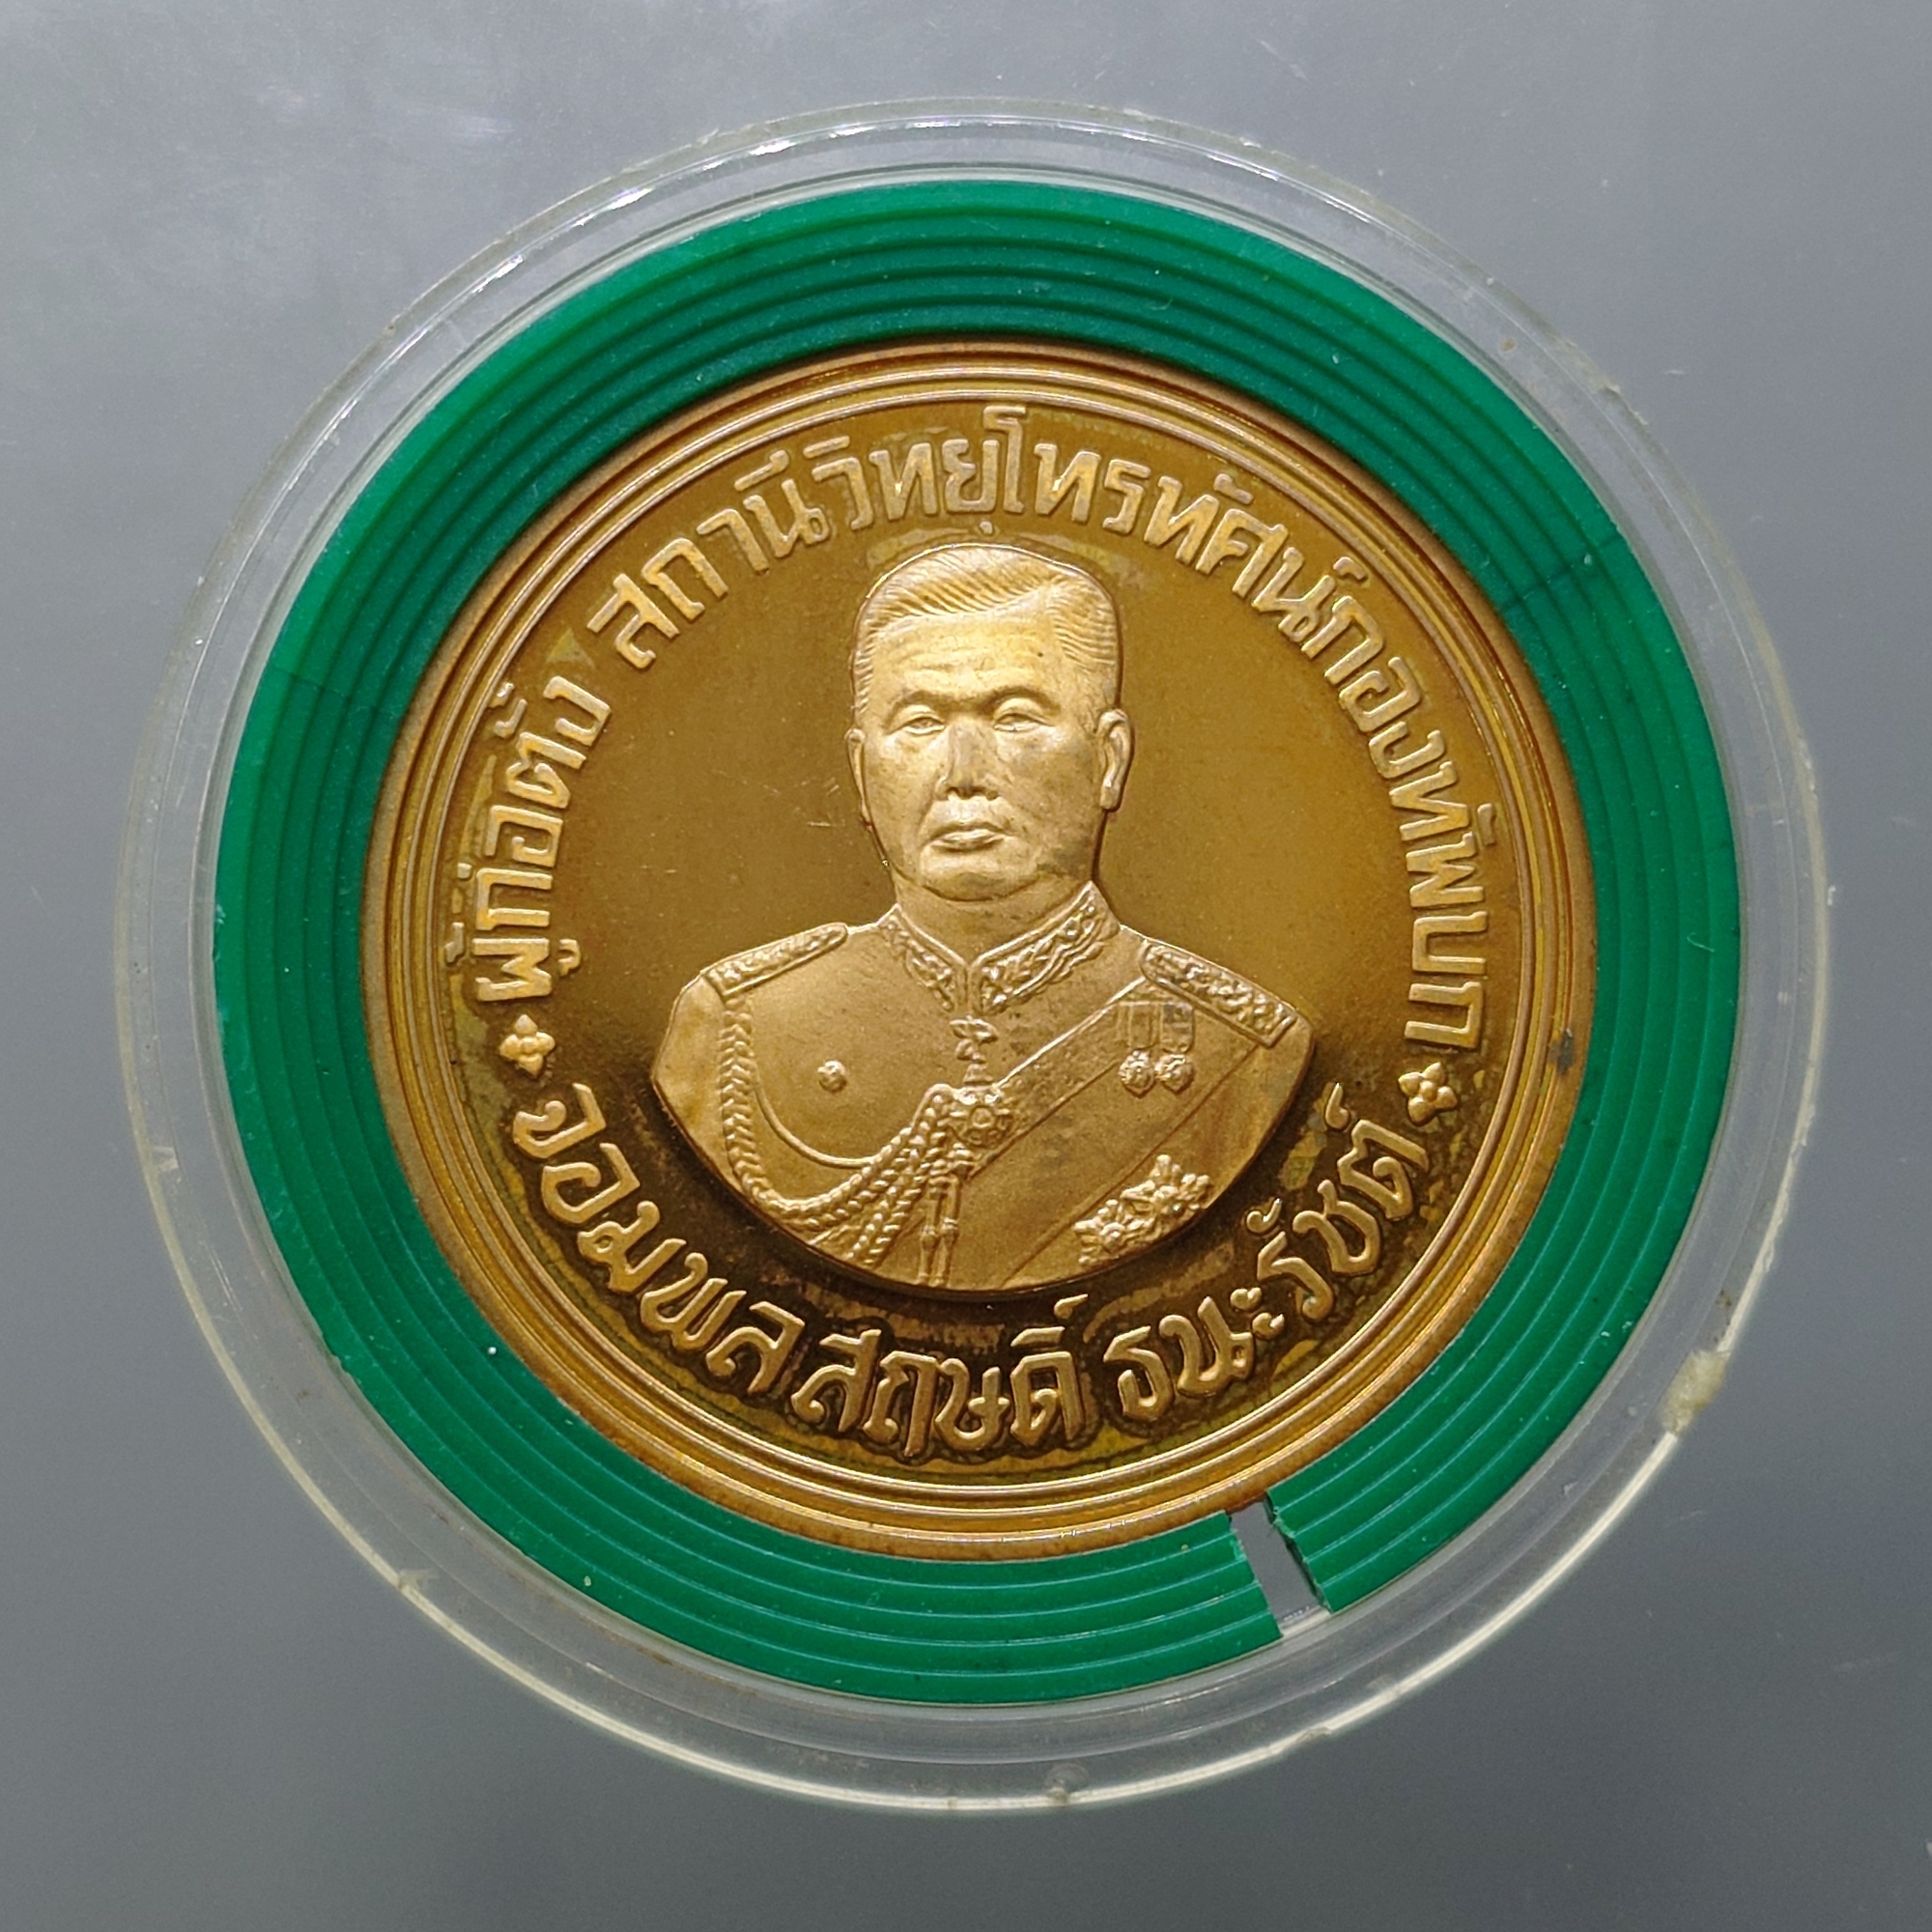 ผู้ก่อตั้ง สถานีวิทยุโทรทัศน์กองทัพบก
จอมพล สฤษดิ์ ธนะรัชต์